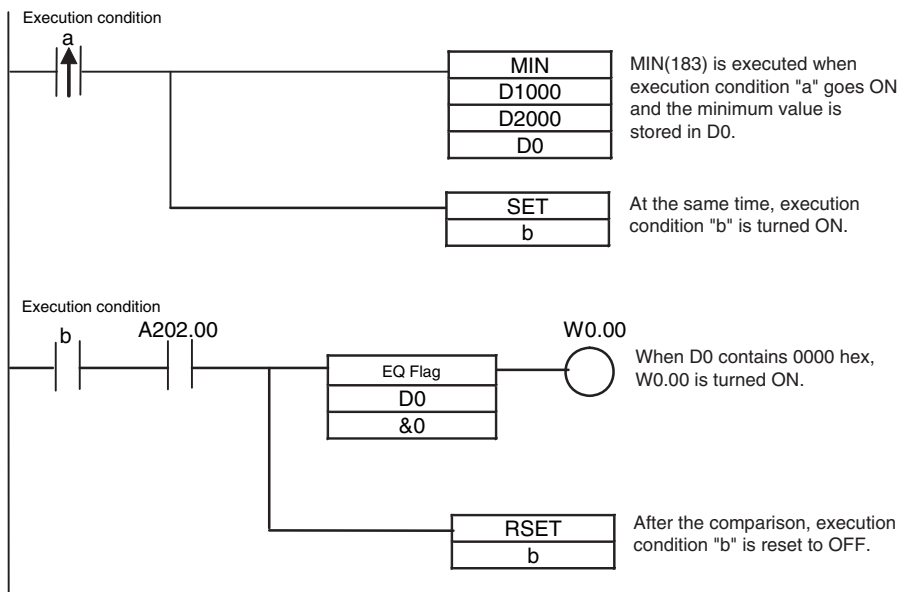 Execution condition
a
MIN
D1000
D2000
D0
MIN(183) is executed when
execution condition "a" goes ON
and the minimum value is
stored in D0.
SET
b
At the same time, execution
condition "b" is turned ON.
Execution condition
b
A202.00
EQ Flag
D0
&0
W0.00
When D0 contains 0000 hex,
W0.00 is turned ON.
RSET
b
After the comparison, execution
condition "b" is reset to OFF.